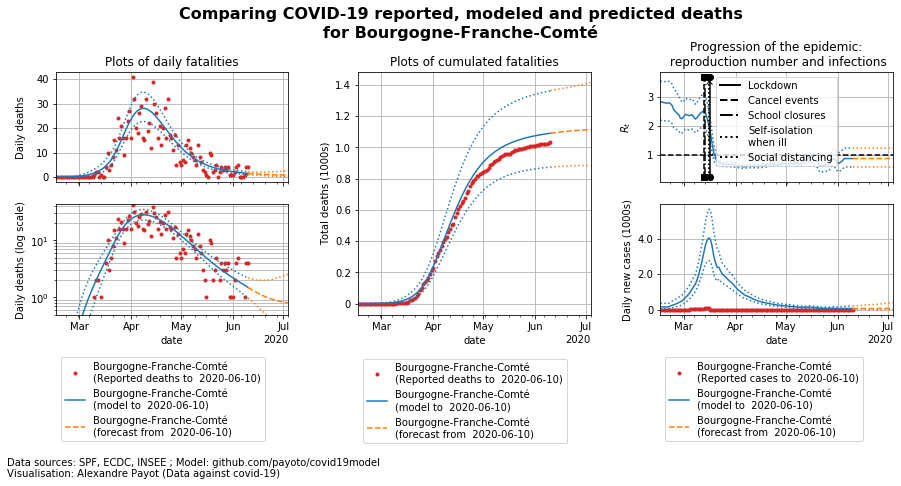 Comparing COVID-19 reported, modeled and predicted deaths
for Bourgogne-Franche-Comté
Plots of daily fatalities
Daily deaths
40
30
20
10
0
Daily deaths (log scale)
10¹
10⁰
Mar
Apr
May
Jun
Jul
date
2020
Bourgogne-Franche-Comté
(Reported deaths to 2020-06-10)
Bourgogne-Franche-Comté
(model to 2020-06-10)
Bourgogne-Franche-Comté
(forecast from 2020-06-10)
Plots of cumulated fatalities
Total deaths (1000s)
1.4
1.2
1.0
0.8
0.6
0.4
0.2
0
Mar
Apr
May
Jun
Jul
date
2020
Bourgogne-Franche-Comté
(Reported deaths to 2020-06-10)
Bourgogne-Franche-Comté
(model to 2020-06-10)
Bourgogne-Franche-Comté
(forecast from 2020-06-10)
Progression of the epidemic:
reproduction number and infections
Rt
3
2
1
Lockdown
Cancel events
School closures
Self-isolation
when ill
Social distancing
Daily new cases (1000s)
4.0
2.0
0
Mar
Apr
May
Jun
Jul
date
2020
Bourgogne-Franche-Comté
(Reported cases to 2020-06-10)
Bourgogne-Franche-Comté
(model to 2020-06-10)
Bourgogne-Franche-Comté
(forecast from 2020-06-10)
Data sources: SPF, ECDC, INSEE ; Model: github.com/payoto/covid19model
Visualisation: Alexandre Payot (Data against covid-19)